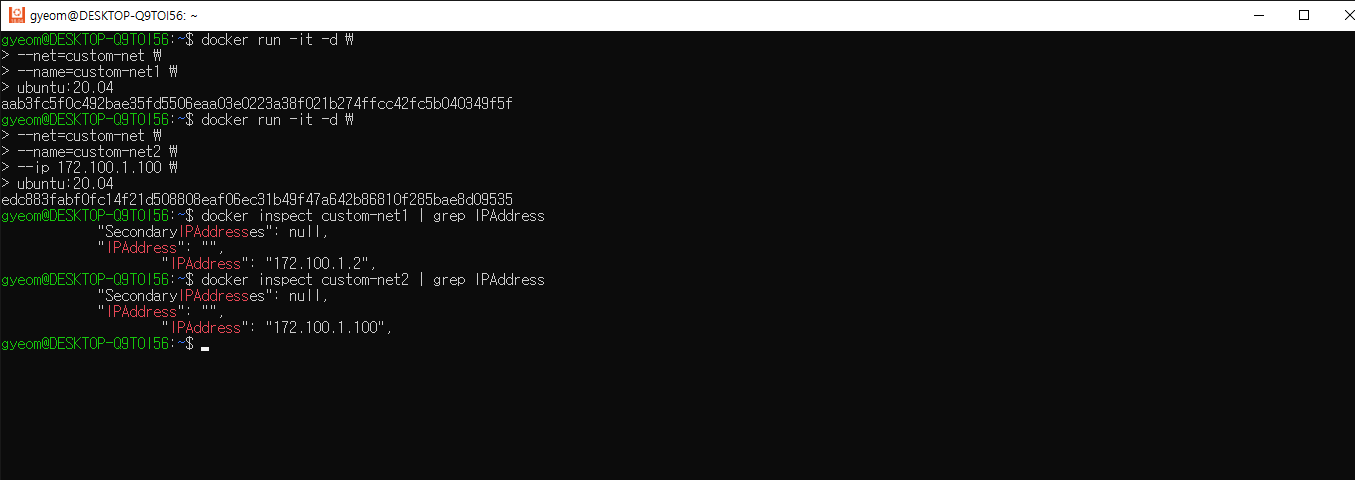 gyeom@DESKTOP-Q9TOI56: ~
gyeom@DESKTOP-Q9TOI56:~$ docker run -it -d ₩
> --net=custom-net ₩
> --name=custom-net1 ₩
> ubuntu:20.04
aab3fc5f0c492bae35fd5506eaa03e0223a38f021b274ffcc42fc5b040349f5f
gyeom@DESKTOP-Q9TOI56:~$ docker run -it -d ₩
> --net=custom-net ₩
> --name=custom-net2 ₩
> --ip 172.100.1.100 ₩
> ubuntu:20.04
edc883fabf0fc14f21d508808eaf06ec31b49f47a642b86810f285bae8d09535
gyeom@DESKTOP-Q9TOI56:~$ docker inspect custom-net1 | grep IPAddress
            "SecondaryIPAddresses": null,
            "IPAddress": "",
                    "IPAddress": "172.100.1.2",
gyeom@DESKTOP-Q9TOI56:~$ docker inspect custom-net2 | grep IPAddress
            "SecondaryIPAddresses": null,
            "IPAddress": "",
                    "IPAddress": "172.100.1.100",
gyeom@DESKTOP-Q9TOI56:~$